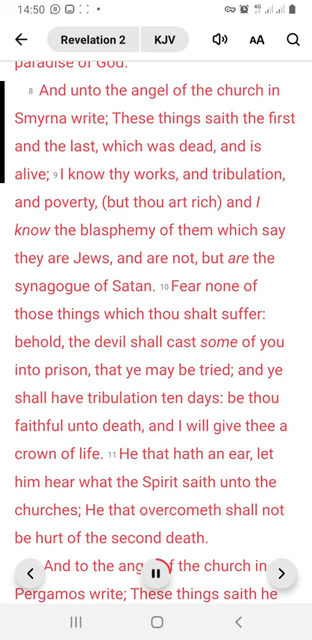 14:50
Revelation 2 KJV AA
paradise of God.
8 And unto the angel of the church in
Smyrna write; These things saith the first
and the last, which was dead, and is
alive; 9 I know thy works, and tribulation,
and poverty, (but thou art rich) and I
know the blasphemy of them which say
they are Jews, and are not, but are the
synagogue of Satan. 10 Fear none of
those things which thou shalt suffer:
behold, the devil shall cast some of you
into prison, that ye may be tried; and ye
shall have tribulation ten days: be thou
faithful unto death, and I will give thee a
crown of life. 11 He that hath an ear, let
him hear what the Spirit saith unto the
churches; He that overcometh shall not
be hurt of the second death.
And to the ang f the church in
Pergamos write; These things saith he